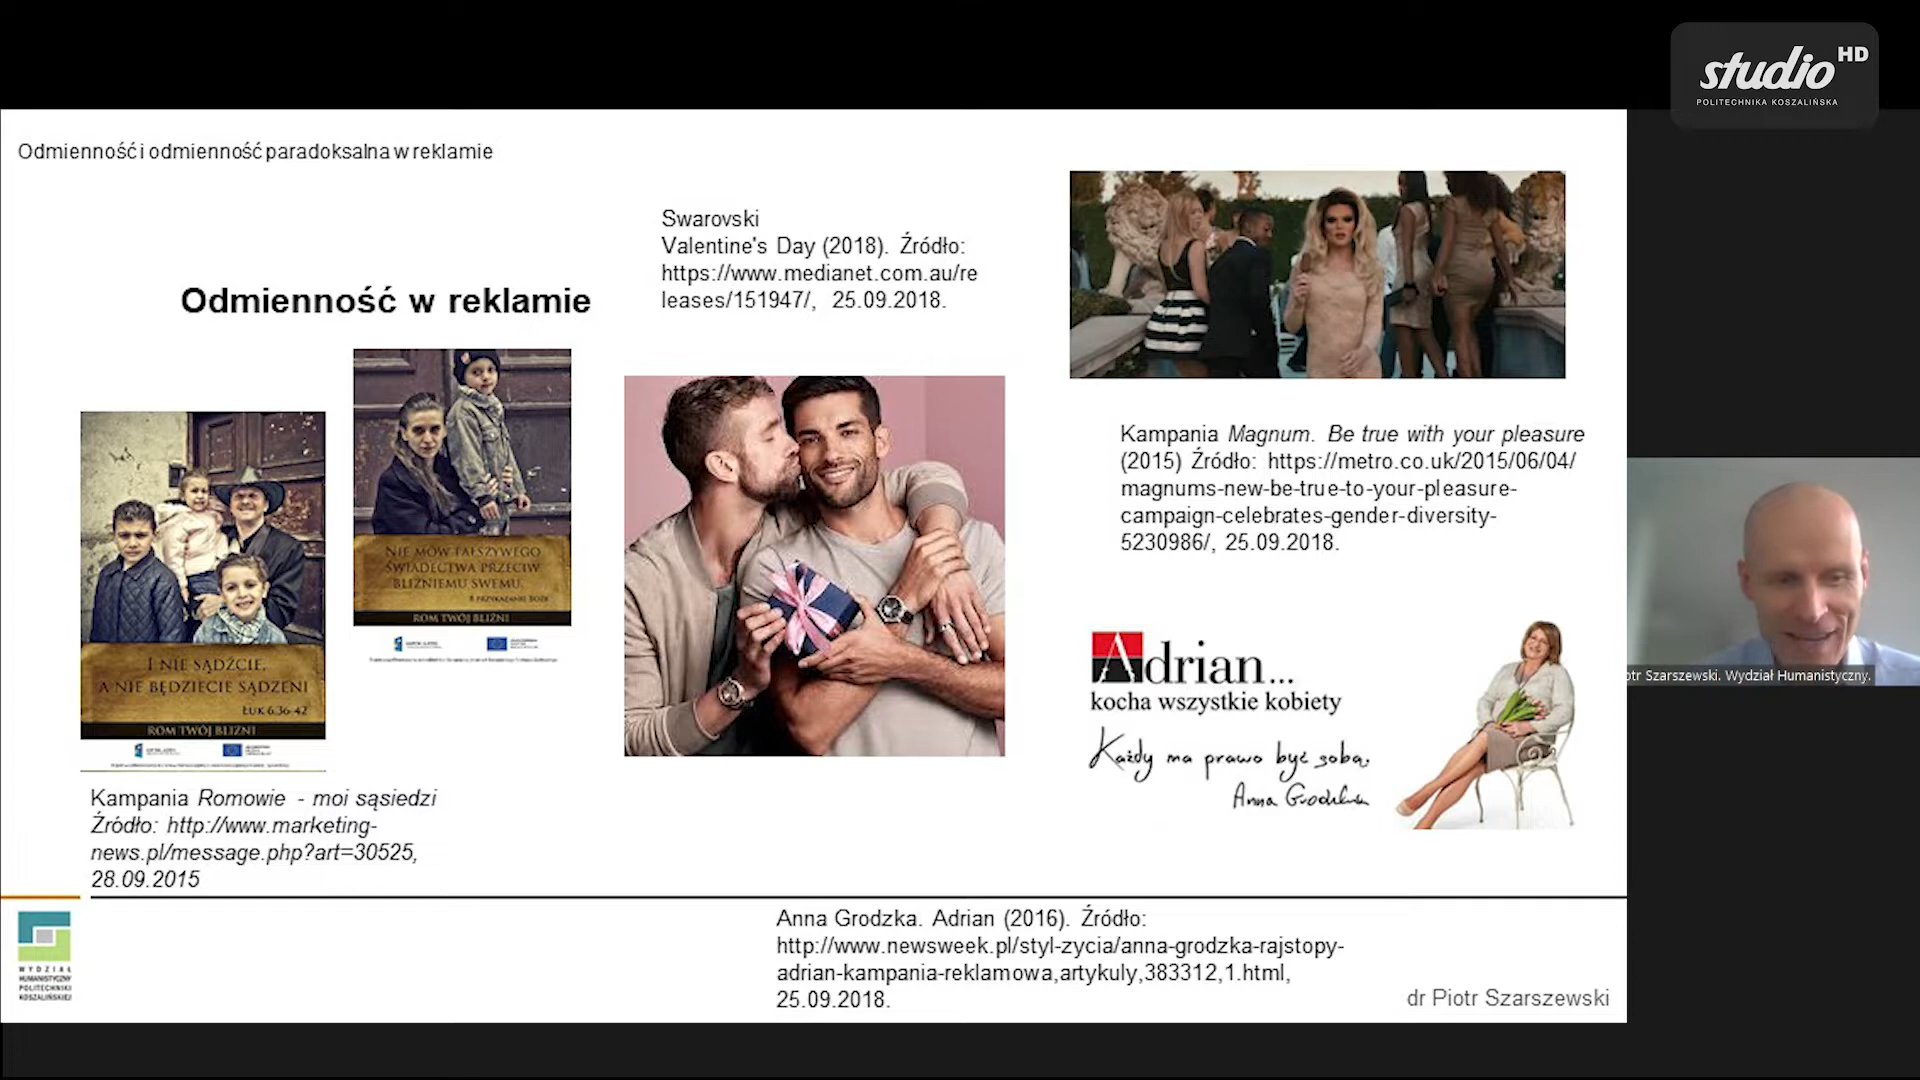 studio HD
POLITECHNIKA KOSZALIŃSKA
Odmienność i odmienność paradoksalna w reklamie
Odmienność w reklamie
Swarovski
Valentine's Day (2018). Źródło:
https://www.medianet.com.au/re
leases/151947/, 25.09.2018.
NIE MÓW FAŁSZYWEGO
ŚWIADECTWA PRZECIW
BLIŹNIEMU SWEMU.
8 PRZYKAZANIE BOŻE
ROM TWÓJ BLIŹNI
I NIE SĄDŹCIE,
A NIE BĘDZIECIE SĄDZENI
ŁUK 6,36-42
ROM TWÓJ BLIŹNI
Kampania Romowie - moi sąsiedzi
Źródło: http://www.marketing-
news.pl/message.php?art=30525,
28.09.2015
Kampania Magnum. Be true with your pleasure
(2015) Źródło: https://metro.co.uk/2015/06/04/
magnums-new-be-true-to-your-pleasure-
campaign-celebrates-gender-diversity-
5230986/, 25.09.2018.
Adrian...
kocha wszystkie kobiety
Każdy ma prawo być sobą.
Anna Grodzka
otr Szarszewski. Wydział Humanistyczny.
Anna Grodzka. Adrian (2016). Źródło:
http://www.newsweek.pl/styl-zycia/anna-grodzka-rajstopy-
adrian-kampania-reklamowa,artykuly,383312,1.html,
25.09.2018.
WYDZIAŁ
HUMANISTYCZNY
POLITECHNIKI
KOSZALIŃSKIEJ
dr Piotr Szarszewski